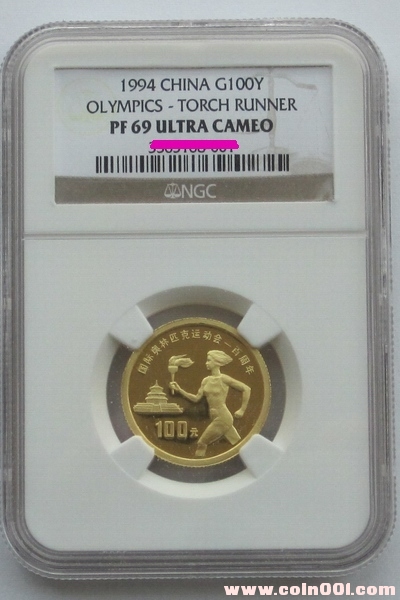 1994 CHINA G100Y
OLYMPICS - TORCH RUNNER
PF 69 ULTRA CAMEO
NGC
国际奥林匹克运动会一百周年
100元
www.coin001.com